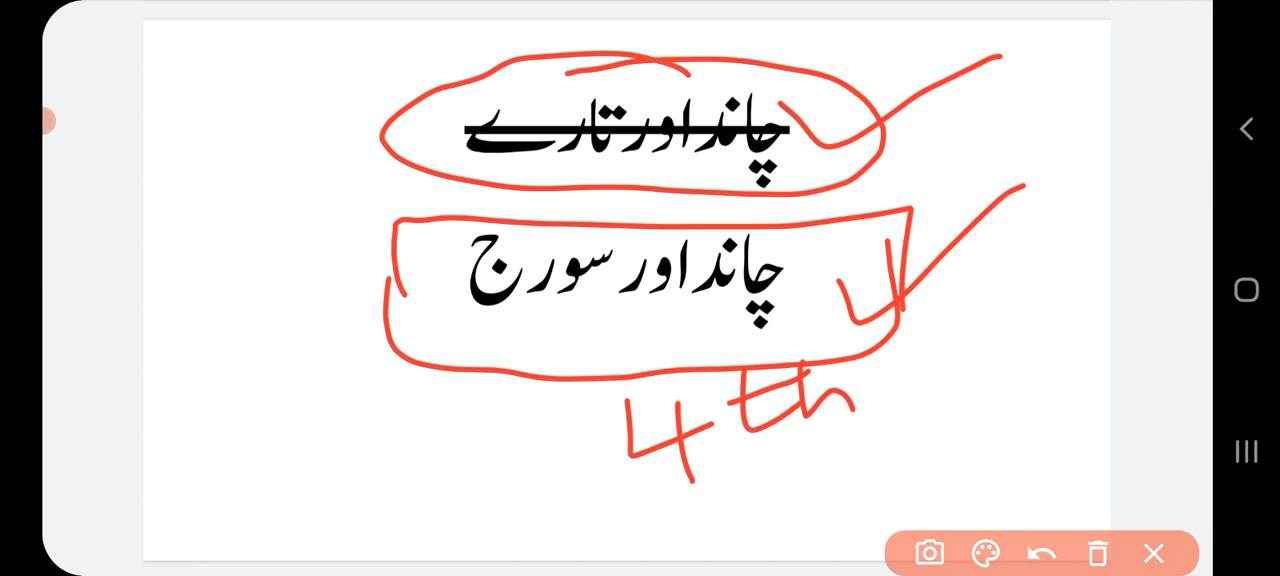 چاند اور تارے
چاند اور سورج
4th